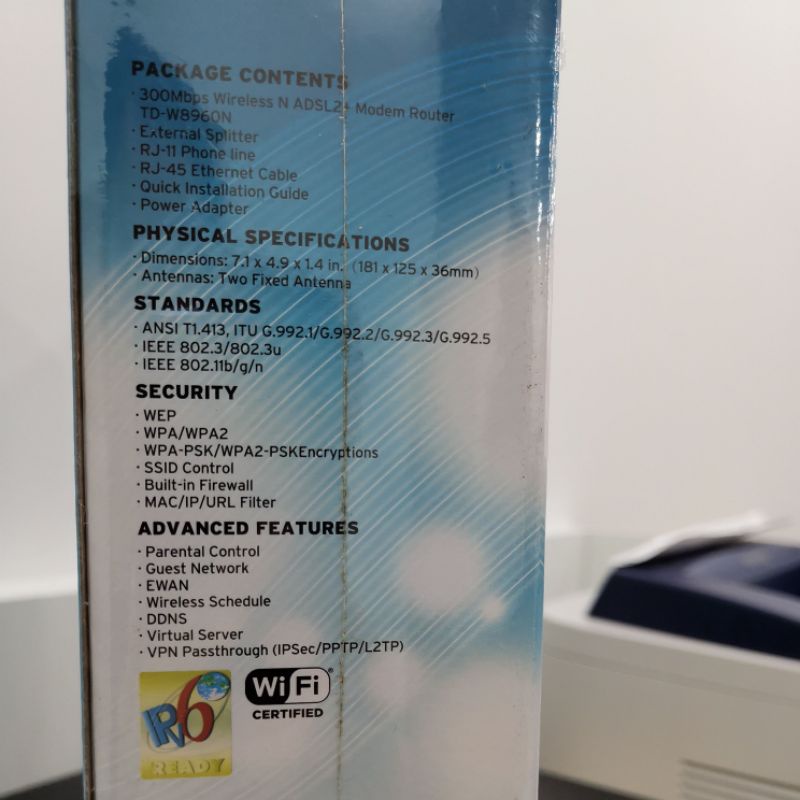 PACKAGE CONTENTS
· 300Mbps Wireless N ADSL2+ Modem Router
TD-W8960N
· External Splitter
· RJ-11 Phone line
· RJ-45 Ethernet Cable
· Quick Installation Guide
· Power Adapter
PHYSICAL SPECIFICATIONS
· Dimensions: 7.1 x 4.9 x 1.4 in. (181 x 125 x 36mm)
· Antennas: Two Fixed Antenna
STANDARDS
· ANSI T1.413, ITU G.992.1/G.992.2/G.992.3/G.992.5
· IEEE 802.3/802.3u
· IEEE 802.11b/g/n
SECURITY
· WEP
· WPA/WPA2
· WPA-PSK/WPA2-PSKEncryptions
· SSID Control
· Built-in Firewall
· MAC/IP/URL Filter
ADVANCED FEATURES
· Parental Control
· Guest Network
· EWAN
· Wireless Schedule
· DDNS
· Virtual Server
· VPN Passthrough (IPSec/PPTP/L2TP)
IPv6
READY
Wi Fi®
CERTIFIED